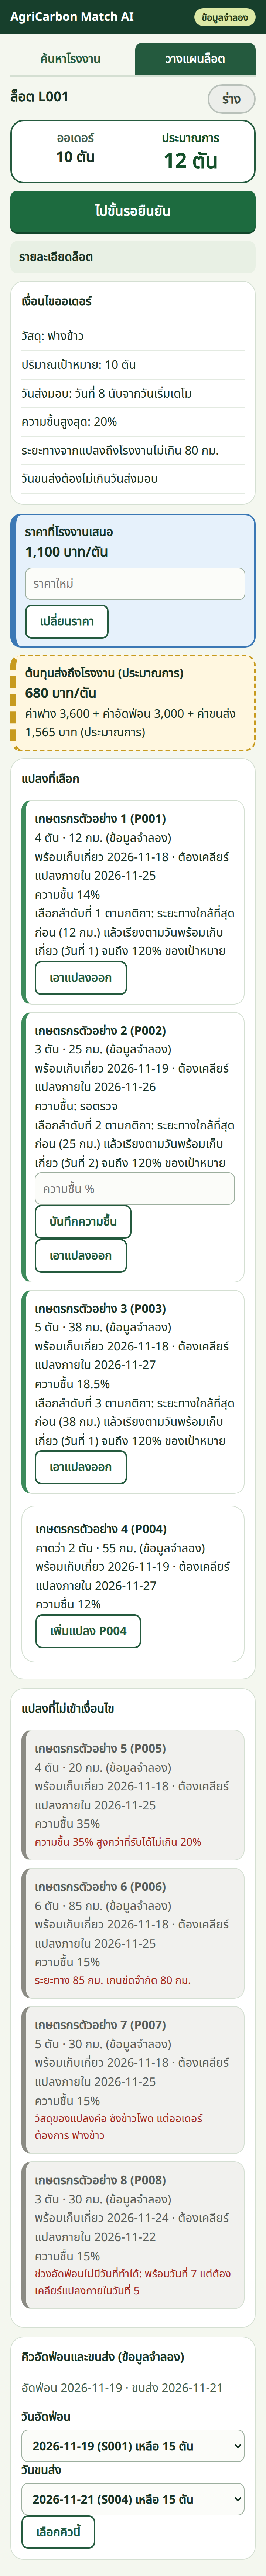 AgriCarbon Match AI
ข้อมูลจำลอง
ค้นหาโรงงาน
วางแผนล็อต
ล็อต L001
ร่าง
ออเดอร์
10 ตัน
ประมาณการ
12 ตัน
ไปขั้นรอยืนยัน
รายละเอียดล็อต
เงื่อนไขออเดอร์
วัสดุ: ฟางข้าว
ปริมาณเป้าหมาย: 10 ตัน
วันส่งมอบ: วันที่ 8 นับจากวันเริ่มเดโม
ความชื้นสูงสุด: 20%
ระยะทางจากแปลงถึงโรงงานไม่เกิน 80 กม.
วันขนส่งต้องไม่เกินวันส่งมอบ
ราคาที่โรงงานเสนอ
1,100 บาท/ตัน
ราคาใหม่
เปลี่ยนราคา
ต้นทุนส่งถึงโรงงาน (ประมาณการ)
680 บาท/ตัน
ค่าฟาง 3,600 + ค่าอัดฟ่อน 3,000 + ค่าขนส่ง
1,565 บาท (ประมาณการ)
แปลงที่เลือก
เกษตรกรตัวอย่าง 1 (P001)
4 ตัน · 12 กม. (ข้อมูลจำลอง)
พร้อมเก็บเกี่ยว 2026-11-18 · ต้องเคลียร์
แปลงภายใน 2026-11-25
ความชื้น 14%
เลือกลำดับที่ 1 ตามกติกา: ระยะทางใกล้ที่สุด
ก่อน (12 กม.) แล้วเรียงตามวันพร้อมเก็บ
เกี่ยว (วันที่ 1) จนถึง 120% ของเป้าหมาย
เอาแปลงออก
เกษตรกรตัวอย่าง 2 (P002)
3 ตัน · 25 กม. (ข้อมูลจำลอง)
พร้อมเก็บเกี่ยว 2026-11-19 · ต้องเคลียร์
แปลงภายใน 2026-11-26
ความชื้น: รอตรวจ
เลือกลำดับที่ 2 ตามกติกา: ระยะทางใกล้ที่สุด
ก่อน (25 กม.) แล้วเรียงตามวันพร้อมเก็บ
เกี่ยว (วันที่ 2) จนถึง 120% ของเป้าหมาย
ความชื้น %
บันทึกความชื้น
เอาแปลงออก
เกษตรกรตัวอย่าง 3 (P003)
5 ตัน · 38 กม. (ข้อมูลจำลอง)
พร้อมเก็บเกี่ยว 2026-11-18 · ต้องเคลียร์
แปลงภายใน 2026-11-27
ความชื้น 18.5%
เลือกลำดับที่ 3 ตามกติกา: ระยะทางใกล้ที่สุด
ก่อน (38 กม.) แล้วเรียงตามวันพร้อมเก็บ
เกี่ยว (วันที่ 1) จนถึง 120% ของเป้าหมาย
เอาแปลงออก
เกษตรกรตัวอย่าง 4 (P004)
คาดว่า 2 ตัน · 55 กม. (ข้อมูลจำลอง)
พร้อมเก็บเกี่ยว 2026-11-19 · ต้องเคลียร์
แปลงภายใน 2026-11-27
ความชื้น 12%
เพิ่มแปลง P004
แปลงที่ไม่เข้าเงื่อนไข
เกษตรกรตัวอย่าง 5 (P005)
4 ตัน · 20 กม. (ข้อมูลจำลอง)
พร้อมเก็บเกี่ยว 2026-11-18 · ต้องเคลียร์
แปลงภายใน 2026-11-25
ความชื้น 35%
ความชื้น 35% สูงกว่าที่รับได้ไม่เกิน 20%
เกษตรกรตัวอย่าง 6 (P006)
6 ตัน · 85 กม. (ข้อมูลจำลอง)
พร้อมเก็บเกี่ยว 2026-11-18 · ต้องเคลียร์
แปลงภายใน 2026-11-25
ความชื้น 15%
ระยะทาง 85 กม. เกินขีดจำกัด 80 กม.
เกษตรกรตัวอย่าง 7 (P007)
5 ตัน · 30 กม. (ข้อมูลจำลอง)
พร้อมเก็บเกี่ยว 2026-11-18 · ต้องเคลียร์
แปลงภายใน 2026-11-25
ความชื้น 15%
วัสดุของแปลงคือ ซังข้าวโพด แต่ออเดอร์
ต้องการ ฟางข้าว
เกษตรกรตัวอย่าง 8 (P008)
3 ตัน · 30 กม. (ข้อมูลจำลอง)
พร้อมเก็บเกี่ยว 2026-11-24 · ต้องเคลียร์
แปลงภายใน 2026-11-22
ความชื้น 15%
ช่วงอัดฟ่อนไม่มีวันที่ทำได้: พร้อมวันที่ 7 แต่ต้อง
เคลียร์แปลงภายในวันที่ 5
คิวอัดฟ่อนและขนส่ง (ข้อมูลจำลอง)
อัดฟ่อน 2026-11-19 · ขนส่ง 2026-11-21
วันอัดฟ่อน
2026-11-19 (S001) เหลือ 15 ตัน
วันขนส่ง
2026-11-21 (S004) เหลือ 15 ตัน
เลือกคิวนี้